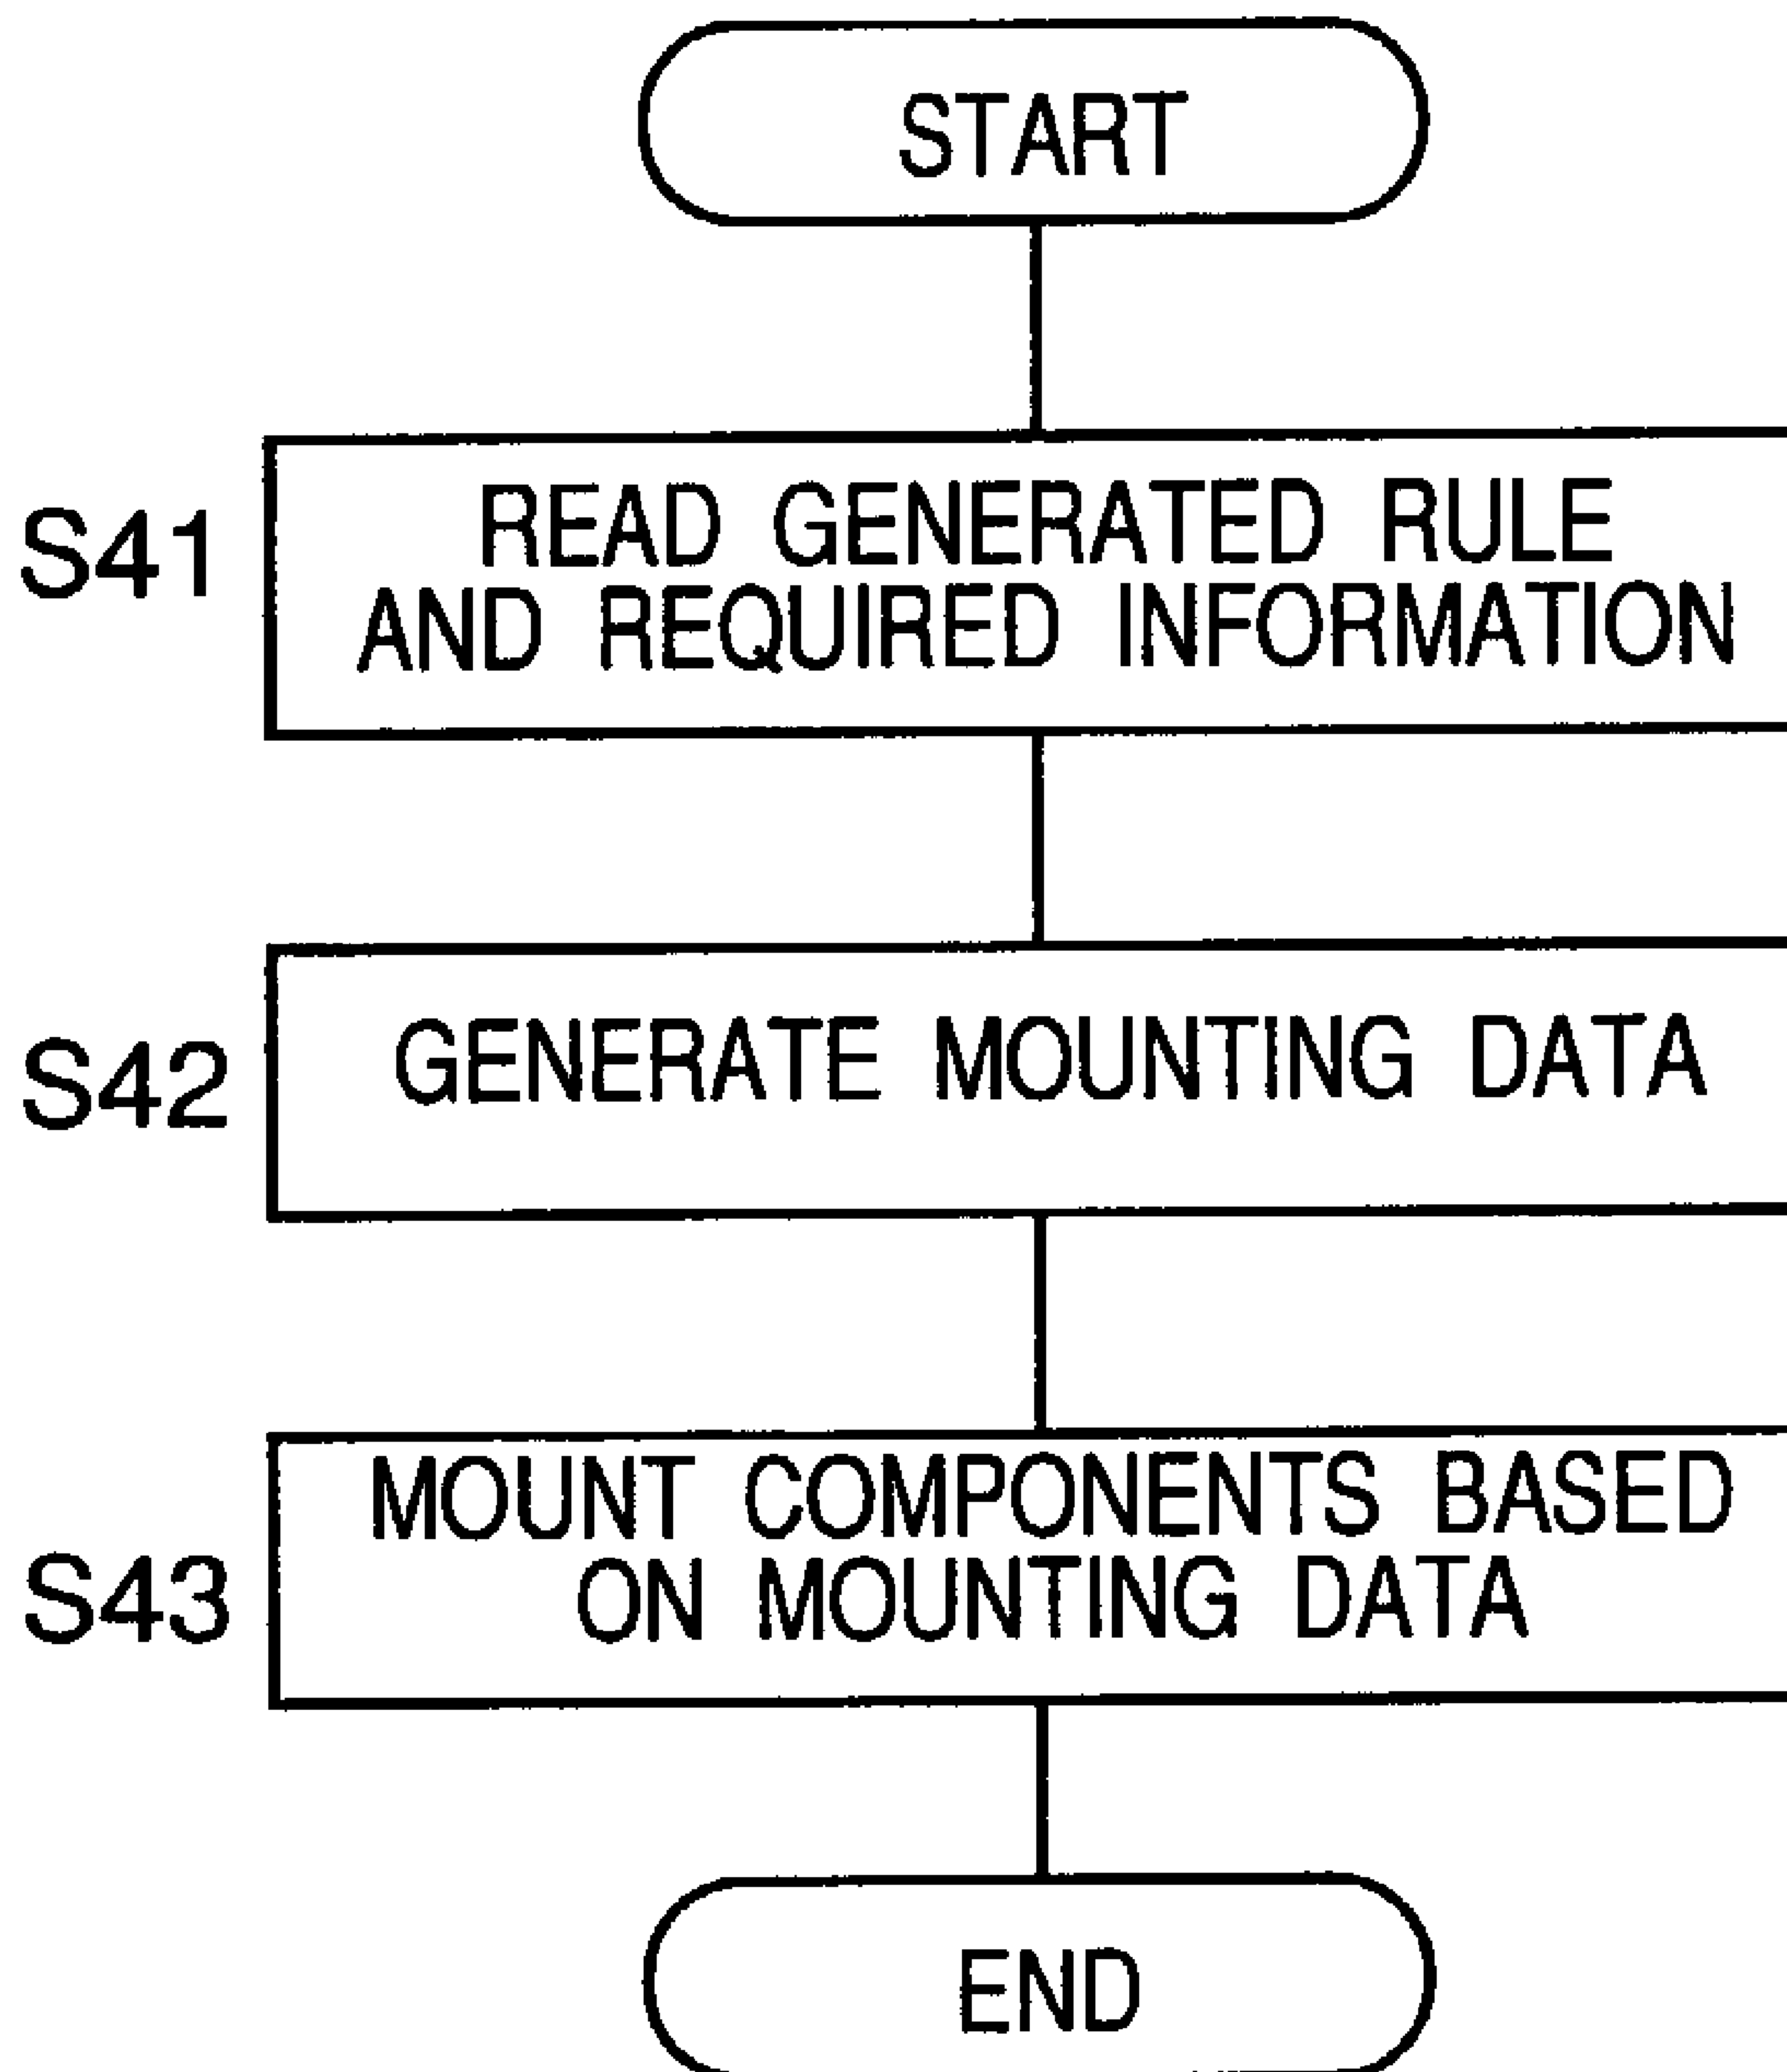 START
S41
READ GENERATED RULE
AND REQUIRED INFORMATION
S42
GENERATE MOUNTING DATA
S43
MOUNT COMPONENTS BASED
ON MOUNTING DATA
END